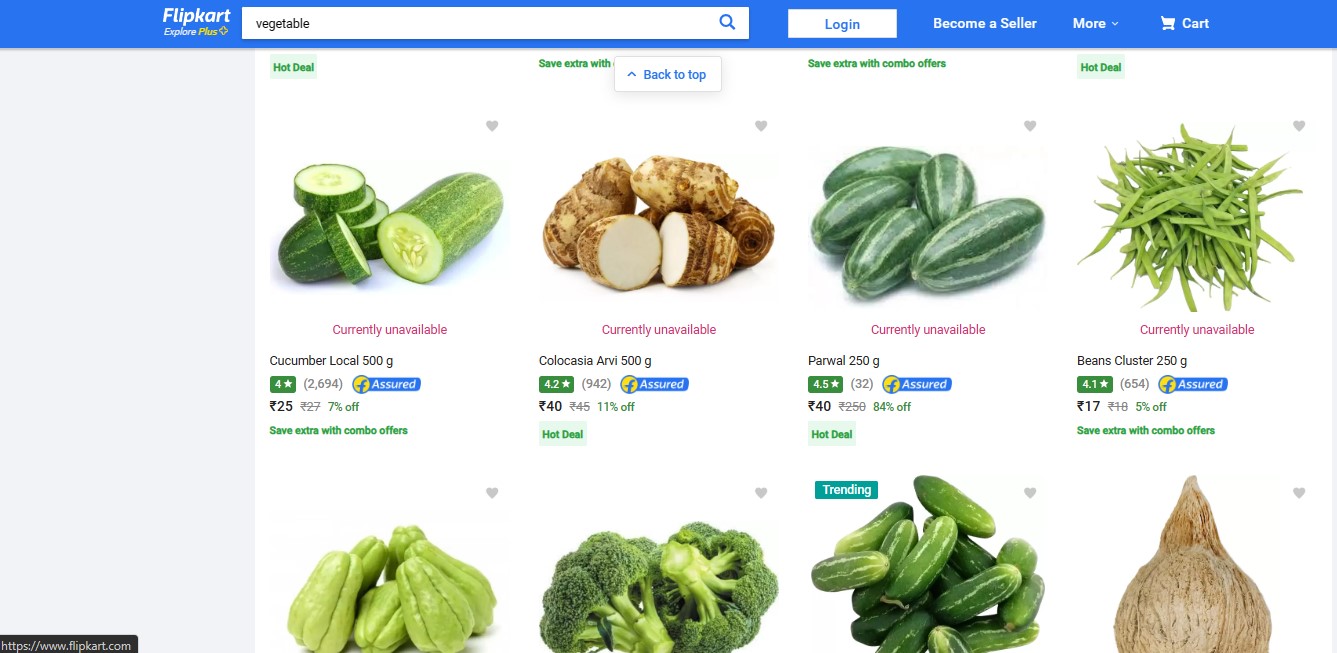 Flipkart
Explore Plus
vegetable
Login
Become a Seller
More
Cart
Hot Deal
Save extra with
Save extra with combo offers
Hot Deal
Back to top
Currently unavailable
Currently unavailable
Currently unavailable
Currently unavailable
Cucumber Local 500 g
4★ (2,694) Assured
₹25 ₹27 7% off
Save extra with combo offers
Colocasia Arvi 500 g
4.2★ (942) Assured
₹40 ₹45 11% off
Hot Deal
Parwal 250 g
4.5★ (32) Assured
₹40 ₹250 84% off
Hot Deal
Beans Cluster 250 g
4.1★ (654) Assured
₹17 ₹18 5% off
Save extra with combo offers
Trending
https://www.flipkart.com